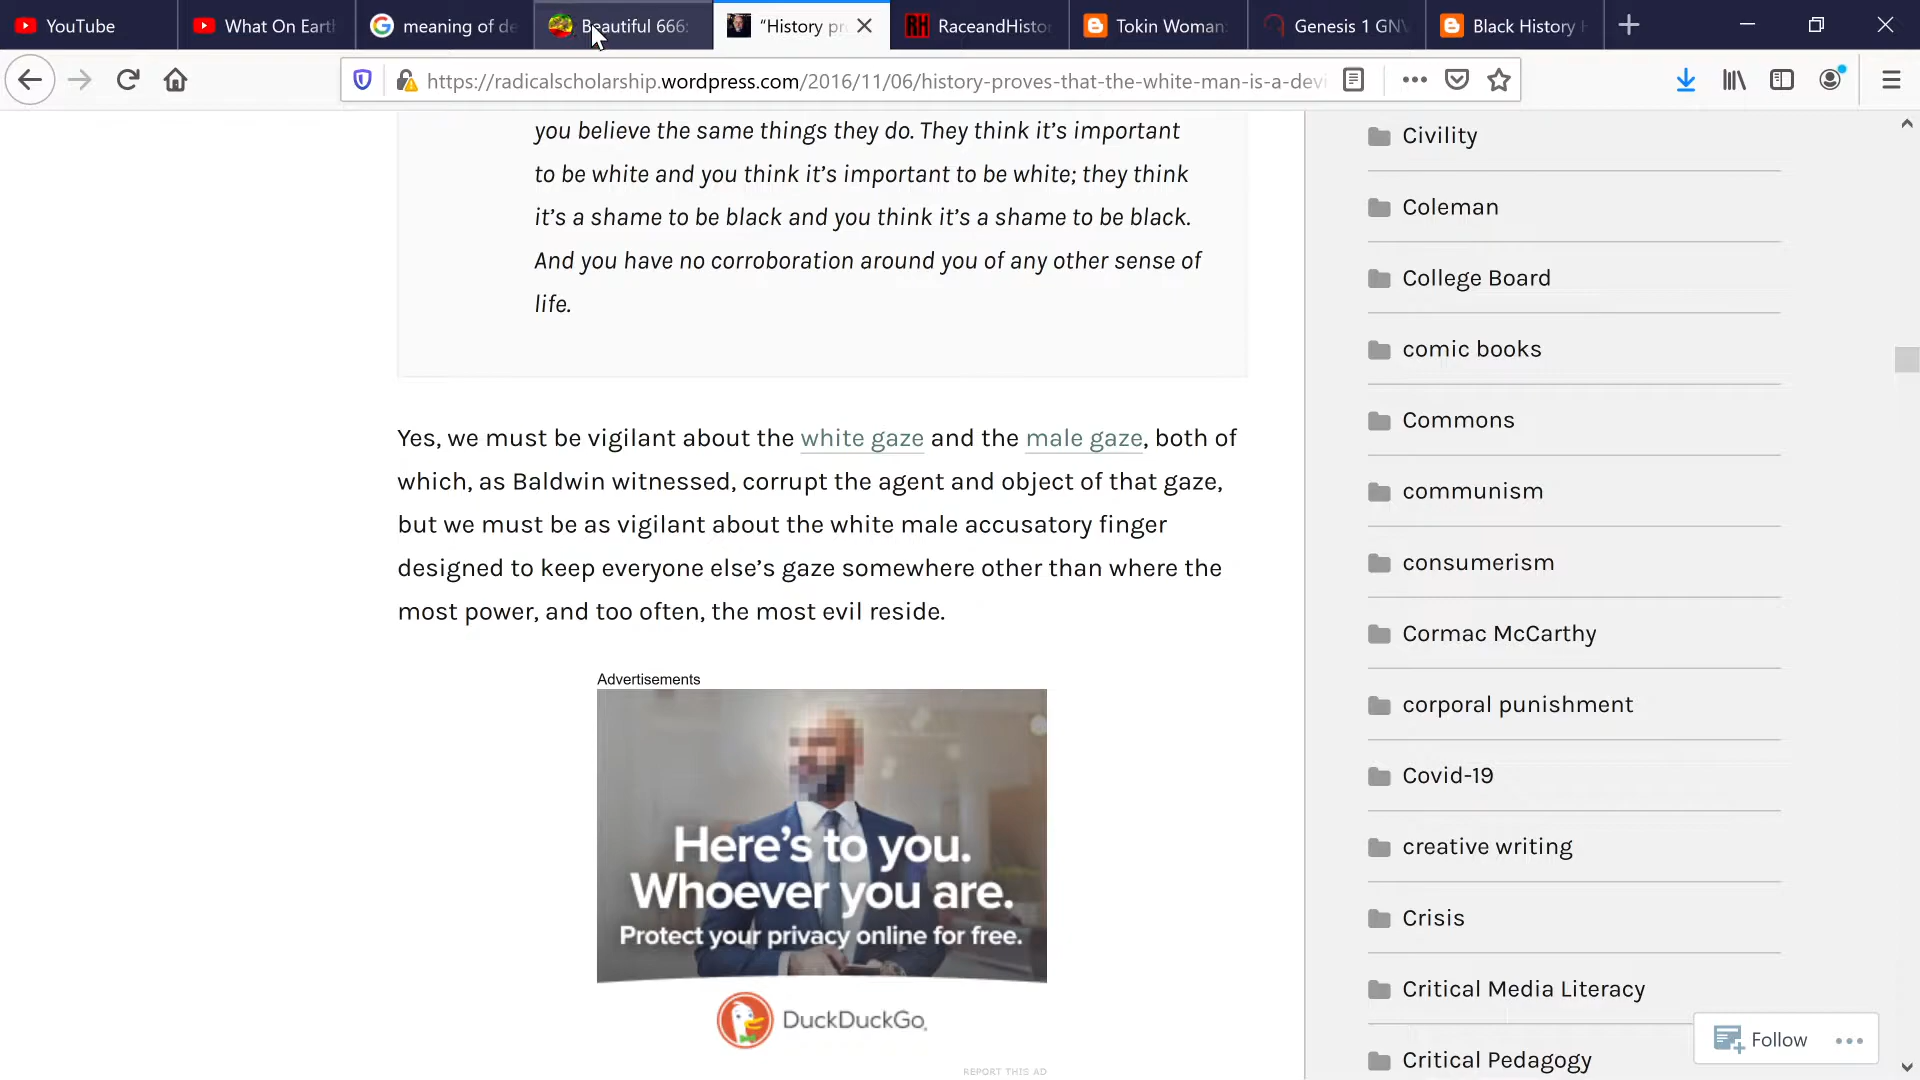 YouTube
What On Eart
meaning of de
Beautiful 666:
“History pr
RaceandHisto
Tokin Woman:
Genesis 1 GNV
Black History H
https://radicalscholarship.wordpress.com/2016/11/06/history-proves-that-the-white-man-is-a-devi
you believe the same things they do. They think it’s important
to be white and you think it’s important to be white; they think
it’s a shame to be black and you think it’s a shame to be black.
And you have no corroboration around you of any other sense of
life.
Yes, we must be vigilant about the white gaze and the male gaze, both of
which, as Baldwin witnessed, corrupt the agent and object of that gaze,
but we must be as vigilant about the white male accusatory finger
designed to keep everyone else’s gaze somewhere other than where the
most power, and too often, the most evil reside.
Advertisements
Here’s to you.
Whoever you are.
Protect your privacy online for free.
DuckDuckGo
REPORT THIS AD
Civility
Coleman
College Board
comic books
Commons
communism
consumerism
Cormac McCarthy
corporal punishment
Covid-19
creative writing
Crisis
Critical Media Literacy
Critical Pedagogy
Follow